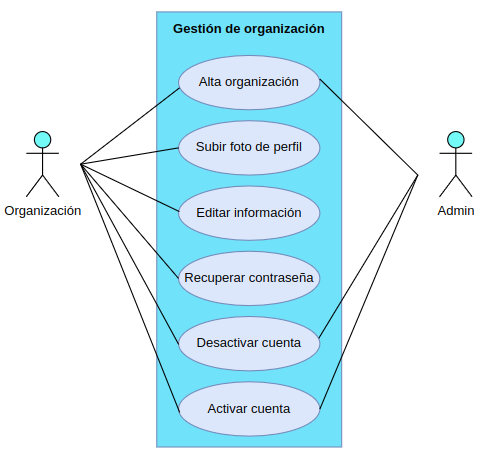 Gestión de organización
Alta organización
Subir foto de perfil
Editar información
Organización
Admin
Recuperar contraseña
Desactivar cuenta
Activar cuenta